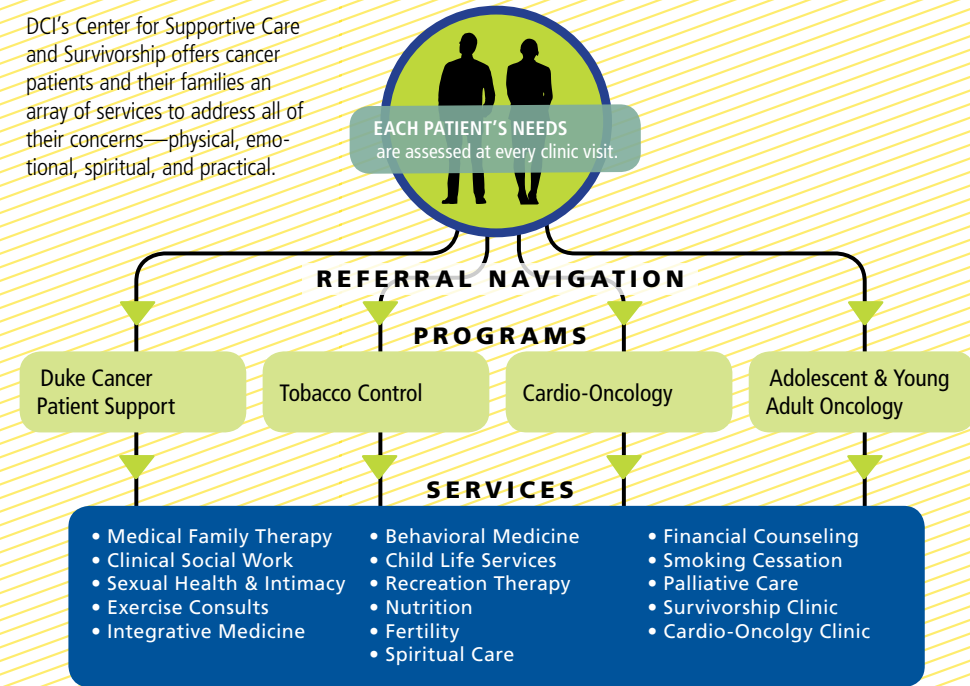 DCI's Center for Supportive Care
and Survivorship offers cancer
patients and their families an
array of services to address all of
their concerns—physical, emo-
tional, spiritual, and practical.
EACH PATIENT'S NEEDS
are assessed at every clinic visit.
REFERRAL NAVIGATION
PROGRAMS
Duke Cancer
Patient Support
Tobacco Control
Cardio-Oncology
Adolescent & Young
Adult Oncology
SERVICES
• Medical Family Therapy
• Clinical Social Work
• Sexual Health & Intimacy
• Exercise Consults
• Integrative Medicine
• Behavioral Medicine
• Child Life Services
• Recreation Therapy
• Nutrition
• Fertility
• Spiritual Care
• Financial Counseling
• Smoking Cessation
• Palliative Care
• Survivorship Clinic
• Cardio-Oncolgy Clinic